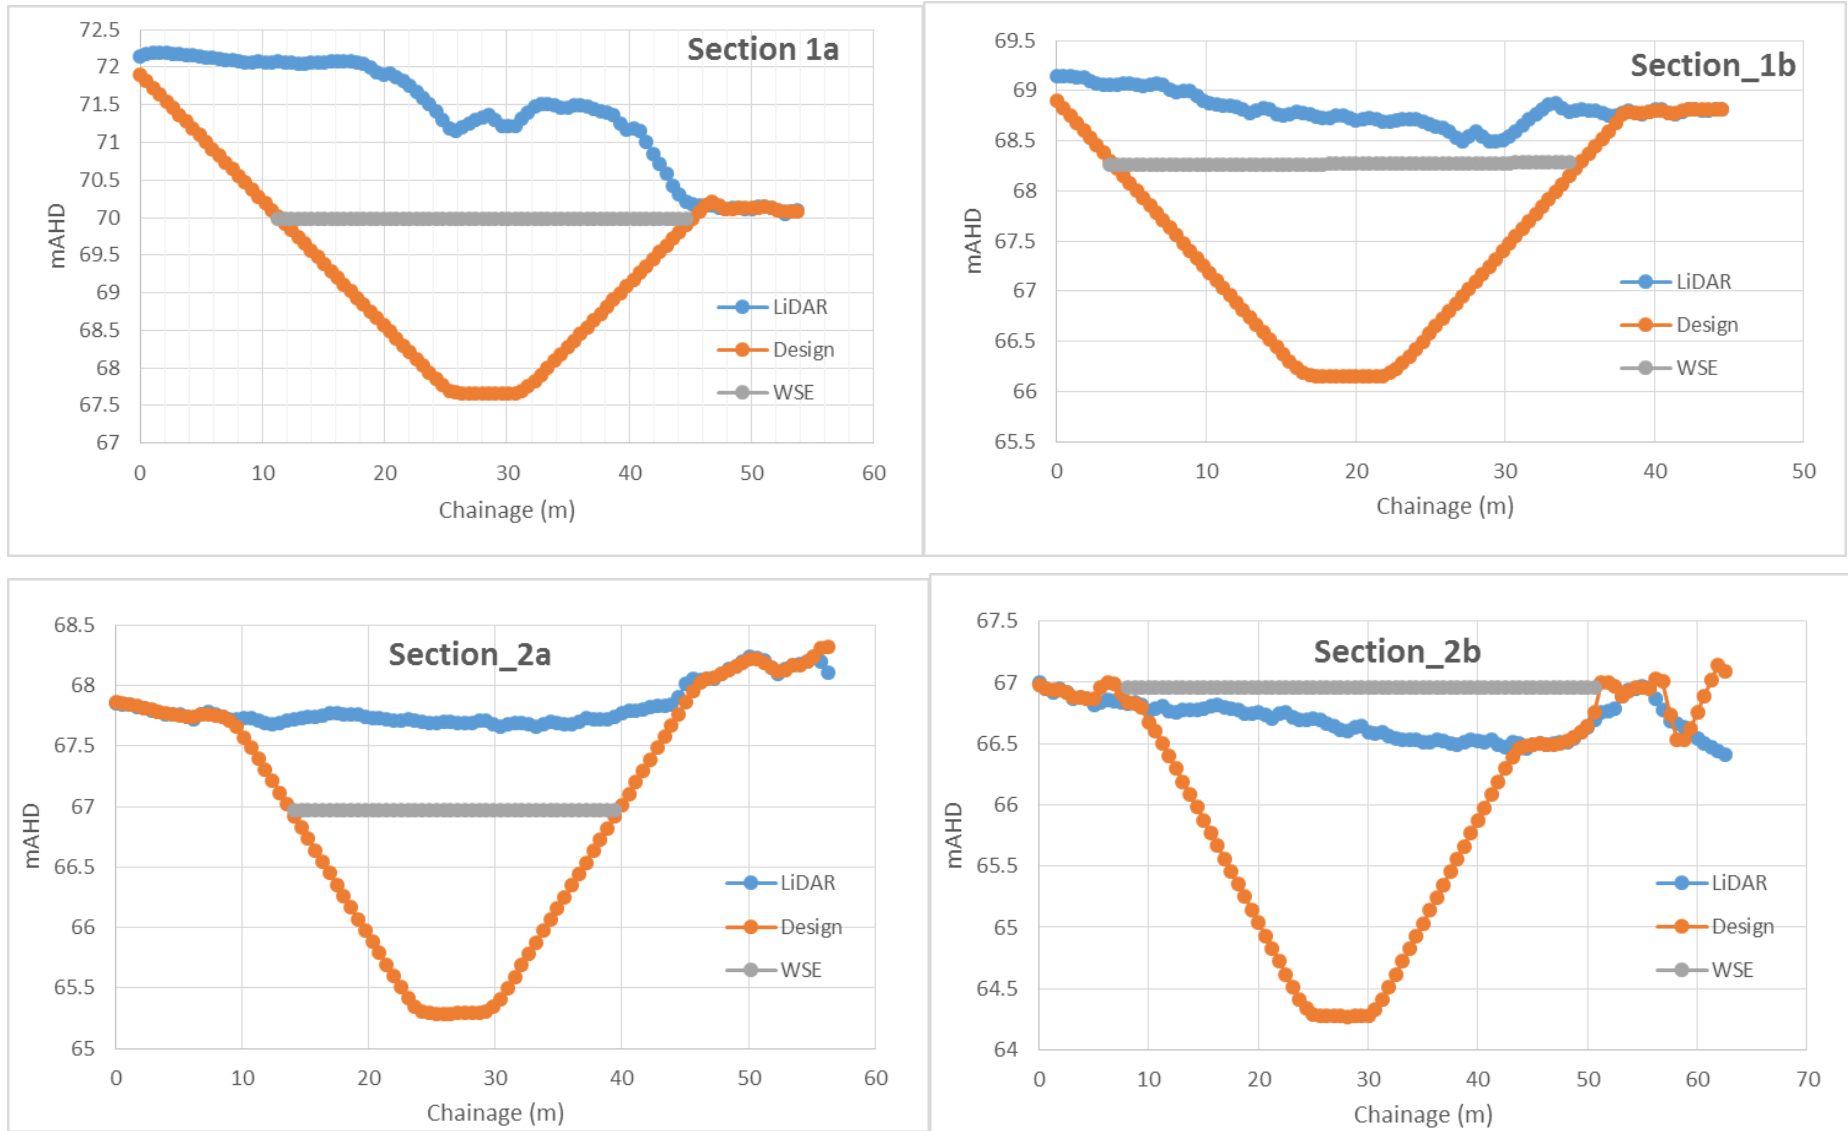 Section 1a
72.5
72
71.5
71
70.5
70
69.5
69
68.5
68
67.5
67
mAHD
0 10 20 30 40 50 60
Chainage (m)
LiDAR
Design
WSE
Section_1b
69.5
69
68.5
68
67.5
67
66.5
66
65.5
mAHD
0 10 20 30 40 50
Chainage (m)
LiDAR
Design
WSE
Section_2a
68.5
68
67.5
67
66.5
66
65.5
65
mAHD
0 10 20 30 40 50 60
Chainage (m)
LiDAR
Design
WSE
Section_2b
67.5
67
66.5
66
65.5
65
64.5
64
mAHD
0 10 20 30 40 50 60 70
Chainage (m)
LiDAR
Design
WSE